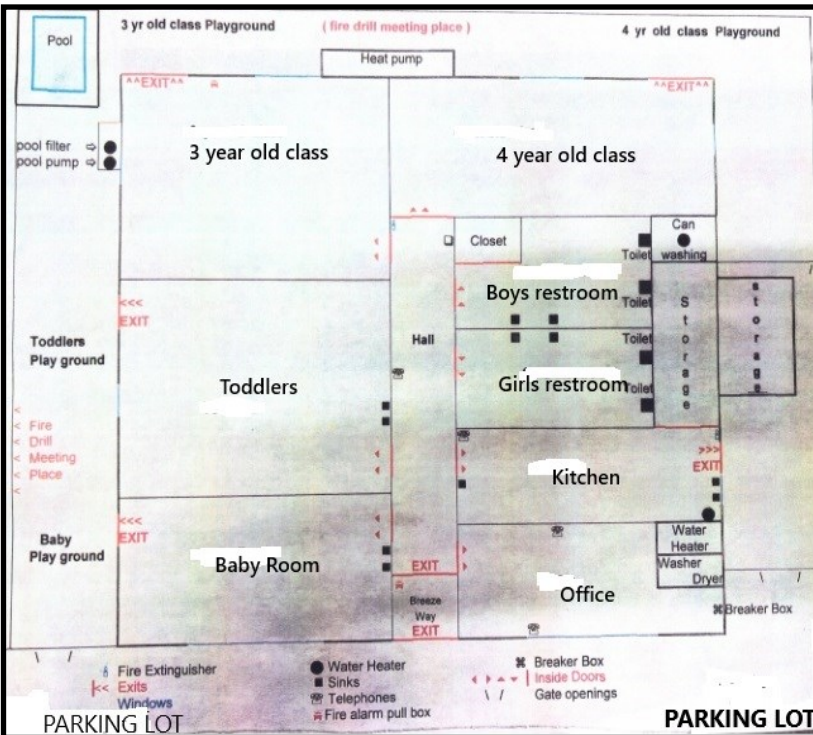 3 yr old class Playground
( fire drill meeting place )
4 yr old class Playground
Pool
Heat pump
^^EXIT^^
^^EXIT^^
pool filter ⇨
pool pump ⇨
3 year old class
4 year old class
Closet
Can
washing
Toilet
Boys restroom
Toilet
<<<
EXIT
Toddlers
Play ground
Hall
Storage
storage
Toilet
Toddlers
Girls restroom
Toilet
< Fire
< Drill
< Meeting
< Place
<
Kitchen
>>>
EXIT
<<<
EXIT
Baby
Play ground
Baby Room
Water
Heater
Washer
Dryer
EXIT
Office
Breeze
Way
EXIT
Breaker Box
\ /
\ /
Fire Extinguisher
|<< Exits
Windows
Water Heater
Sinks
Telephones
Fire alarm pull box
Breaker Box
Inside Doors
\ / Gate openings
PARKING LOT
PARKING LOT